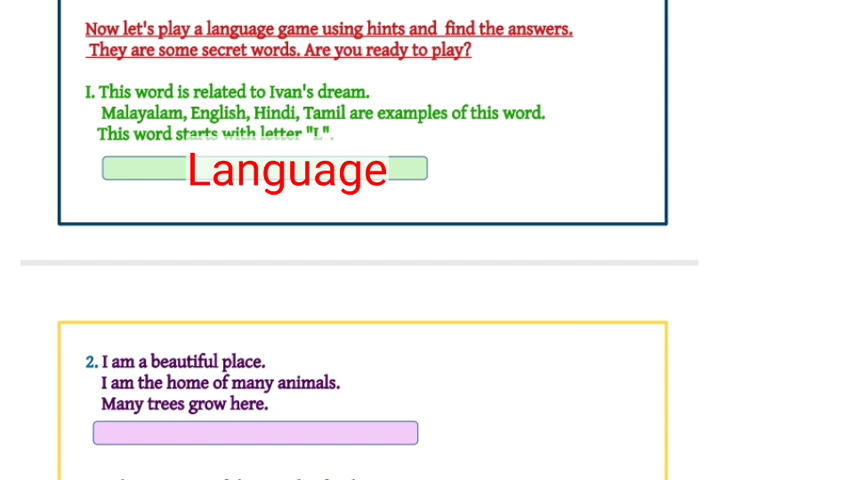 Now let's play a language game using hints and find the answers.
They are some secret words. Are you ready to play?
I. This word is related to Ivan's dream.
Malayalam, English, Hindi, Tamil are examples of this word.
This word starts with letter "L".
Language
2. I am a beautiful place.
I am the home of many animals.
Many trees grow here.